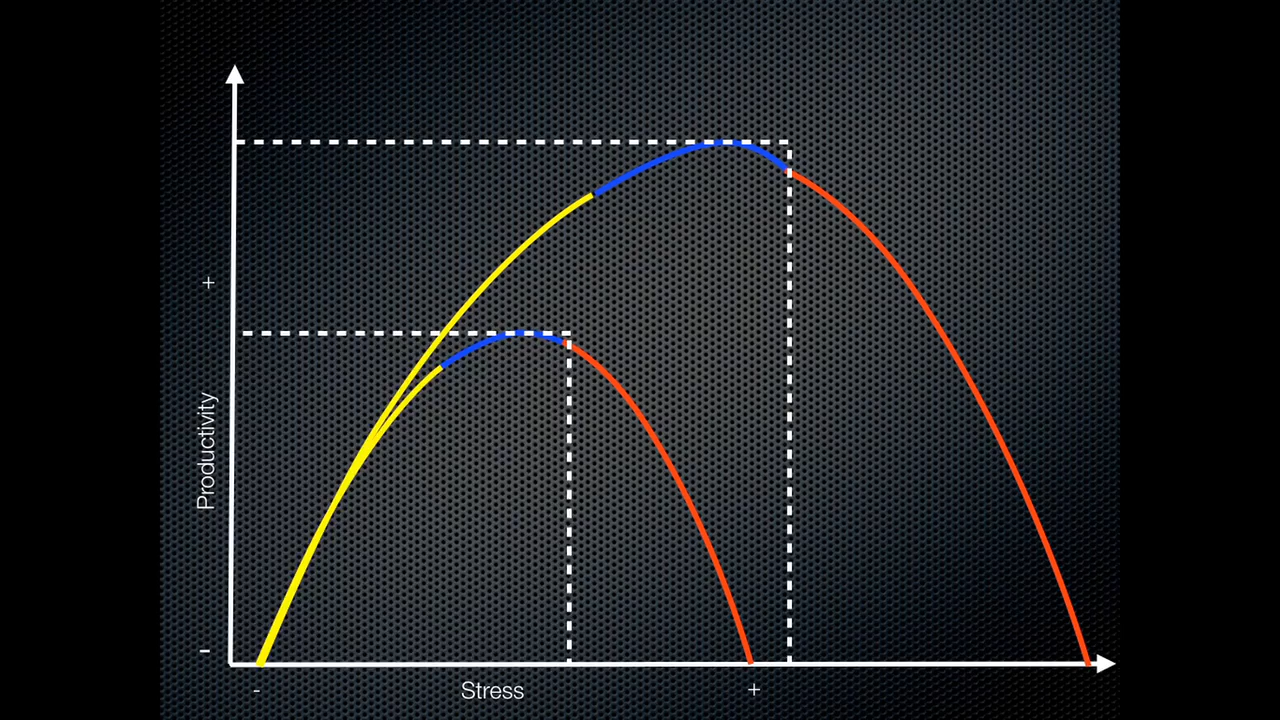 +
Productivity
-
- Stress +